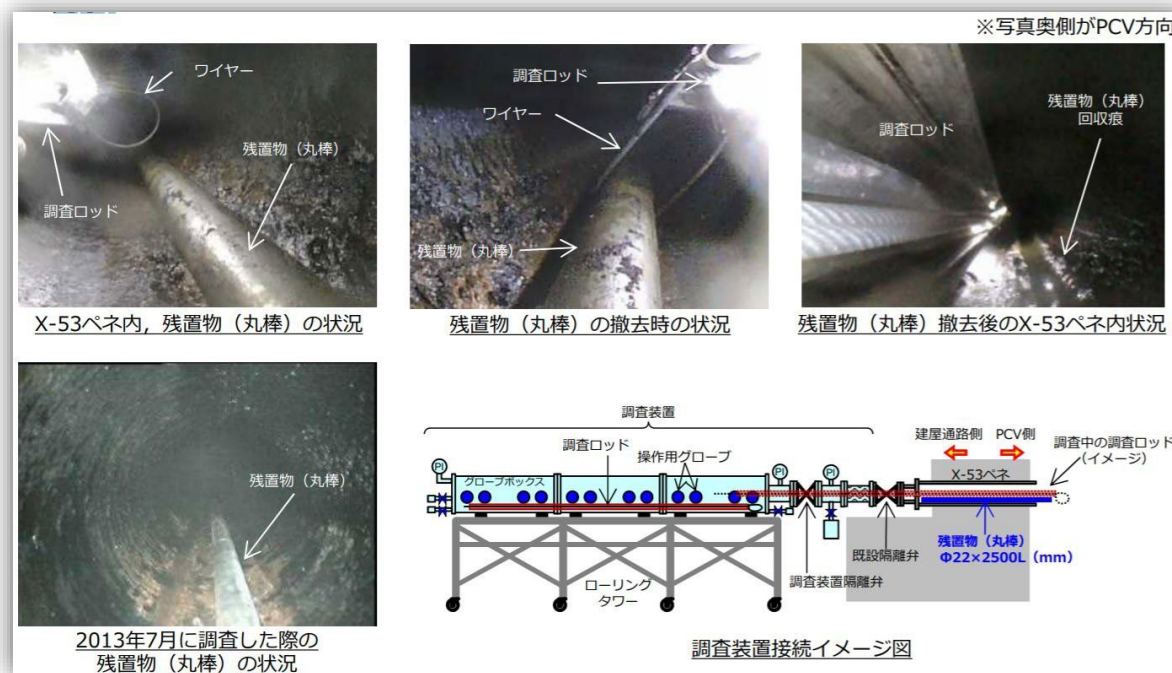 ※写真奥側がPCV方向
ワイヤー
残置物（丸棒）
調査ロッド
X-53ペネ内，残置物（丸棒）の状況
調査ロッド
ワイヤー
残置物（丸棒）
残置物（丸棒）の撤去時の状況
調査ロッド
残置物（丸棒）
回収痕
残置物（丸棒）撤去後のX-53ペネ内状況
残置物（丸棒）
2013年7月に調査した際の
残置物（丸棒）の状況
調査装置
調査ロッド
操作用グローブ
建屋通路側
PCV側
調査中の調査ロッド
（イメージ）
PI
グローブボックス
PI
PI
X-53ペネ
残置物（丸棒）
Φ22×2500L（mm）
既設隔離弁
調査装置隔離弁
ローリング
タワー
調査装置接続イメージ図